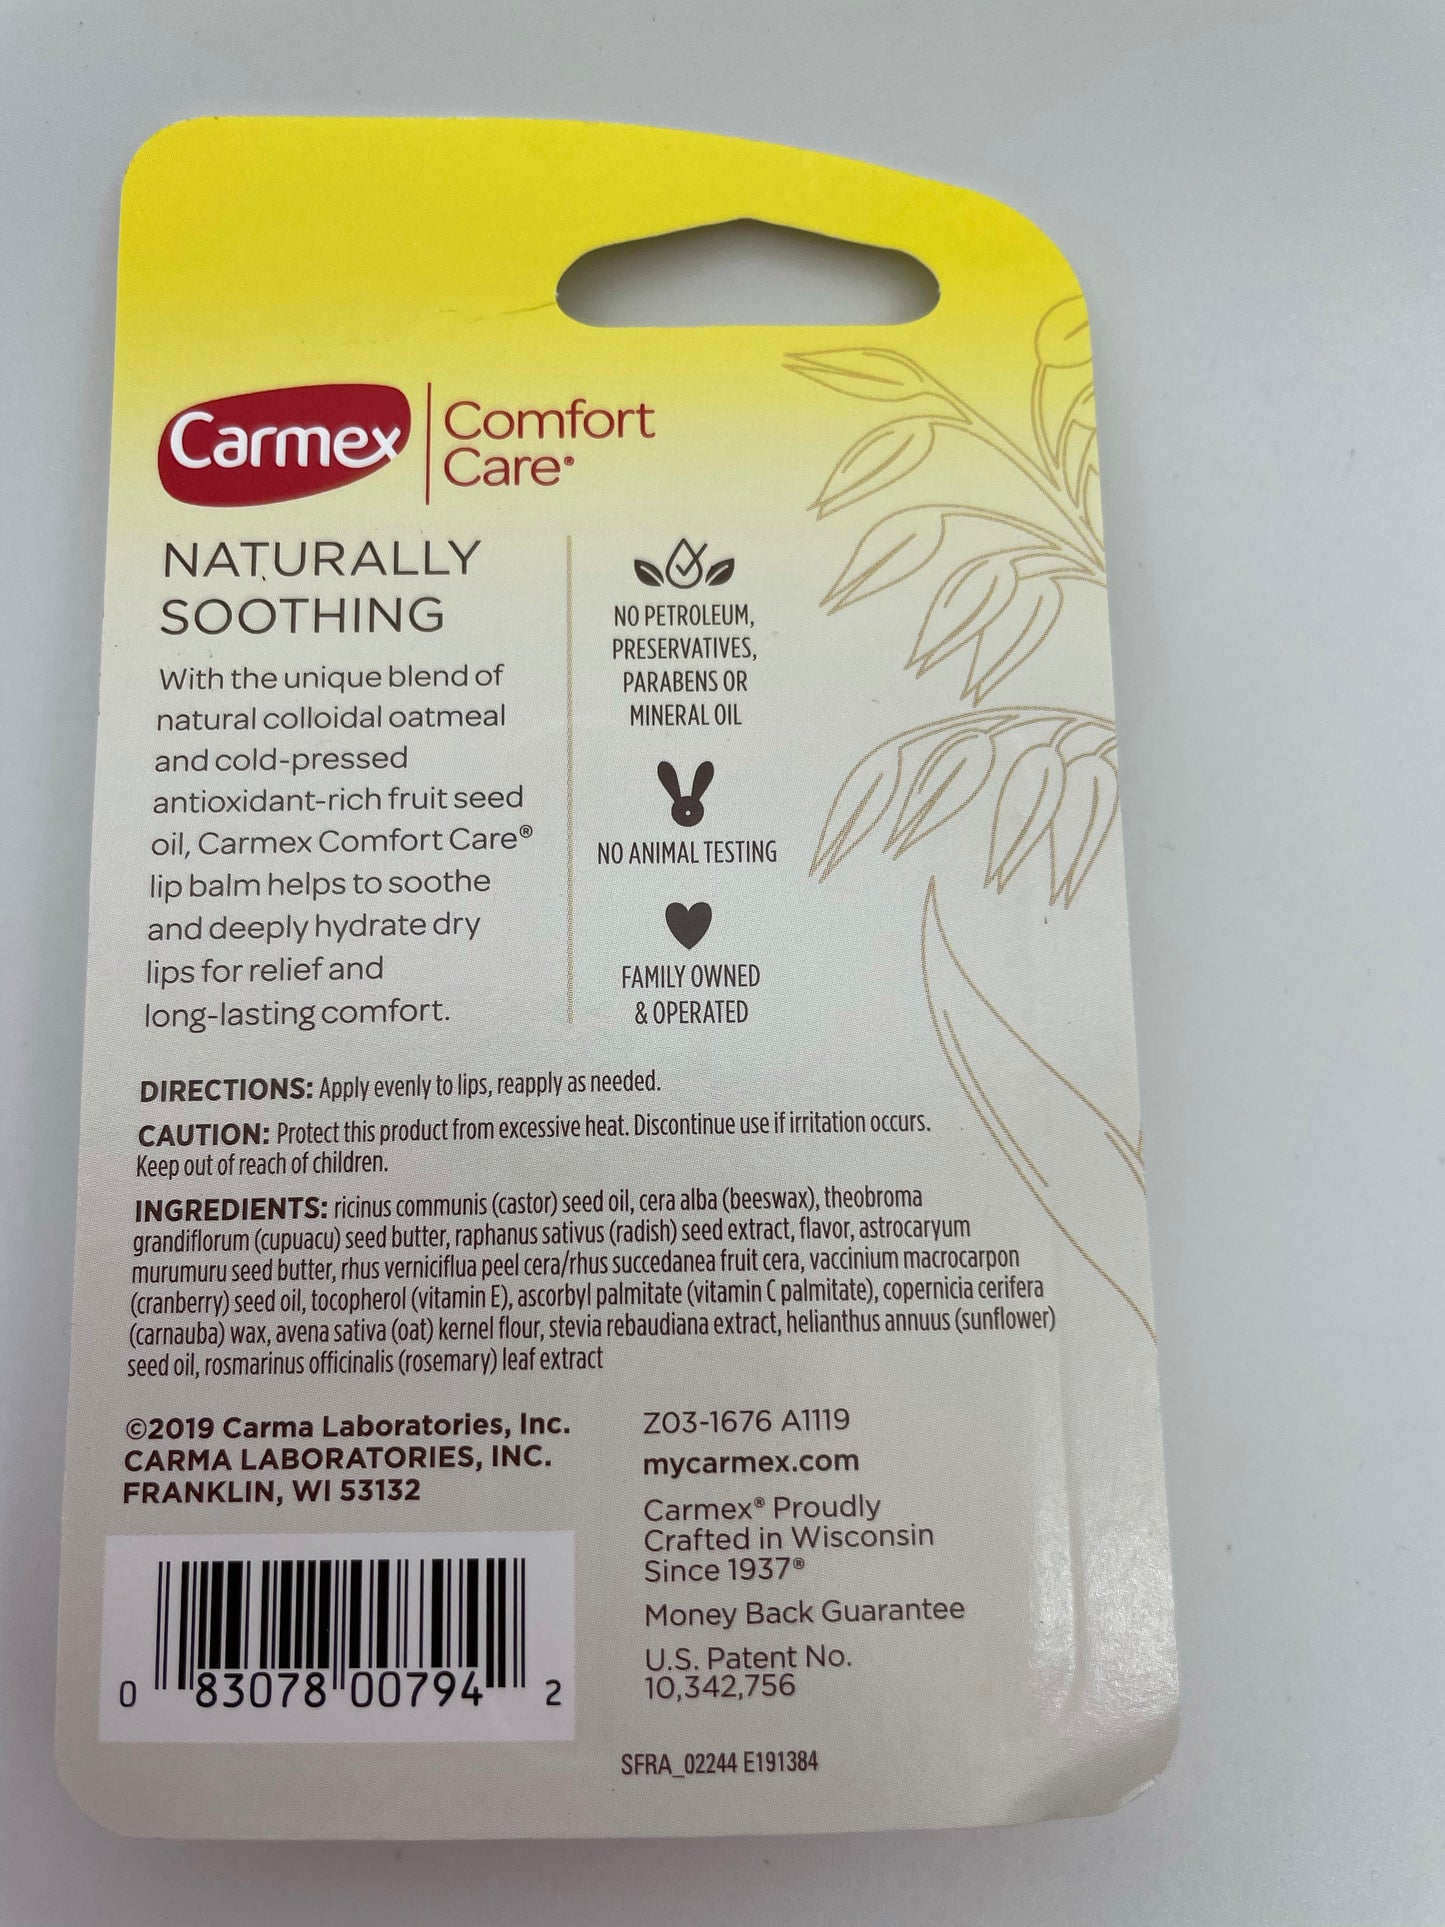 Carmex
Comfort
Care®
NATURALLY
SOOTHING
With the unique blend of
natural colloidal oatmeal
and cold-pressed
antioxidant-rich fruit seed
oil, Carmex Comfort Care®
lip balm helps to soothe
and deeply hydrate dry
lips for relief and
long-lasting comfort.
NO PETROLEUM,
PRESERVATIVES,
PARABENS OR
MINERAL OIL
NO ANIMAL TESTING
FAMILY OWNED
& OPERATED
DIRECTIONS: Apply evenly to lips, reapply as needed.
CAUTION: Protect this product from excessive heat. Discontinue use if irritation occurs.
Keep out of reach of children.
INGREDIENTS: ricinus communis (castor) seed oil, cera alba (beeswax), theobroma
grandiflorum (cupuacu) seed butter, raphanus sativus (radish) seed extract, flavor, astrocaryum
murumuru seed butter, rhus verniciflua peel cera/rhus succedanea fruit cera, vaccinium macrocarpon
(cranberry) seed oil, tocopherol (vitamin E), ascorbyl palmitate (vitamin C palmitate), copernicia cerifera
(carnauba) wax, avena sativa (oat) kernel flour, stevia rebaudiana extract, helianthus annuus (sunflower)
seed oil, rosmarinus officinalis (rosemary) leaf extract
©2019 Carma Laboratories, Inc.
CARMA LABORATORIES, INC.
FRANKLIN, WI 53132
0 83078 00794 2
Z03-1676 A1119
mycarmex.com
Carmex® Proudly
Crafted in Wisconsin
Since 1937®
Money Back Guarantee
U.S. Patent No.
10,342,756
SFRA_02244 E191384